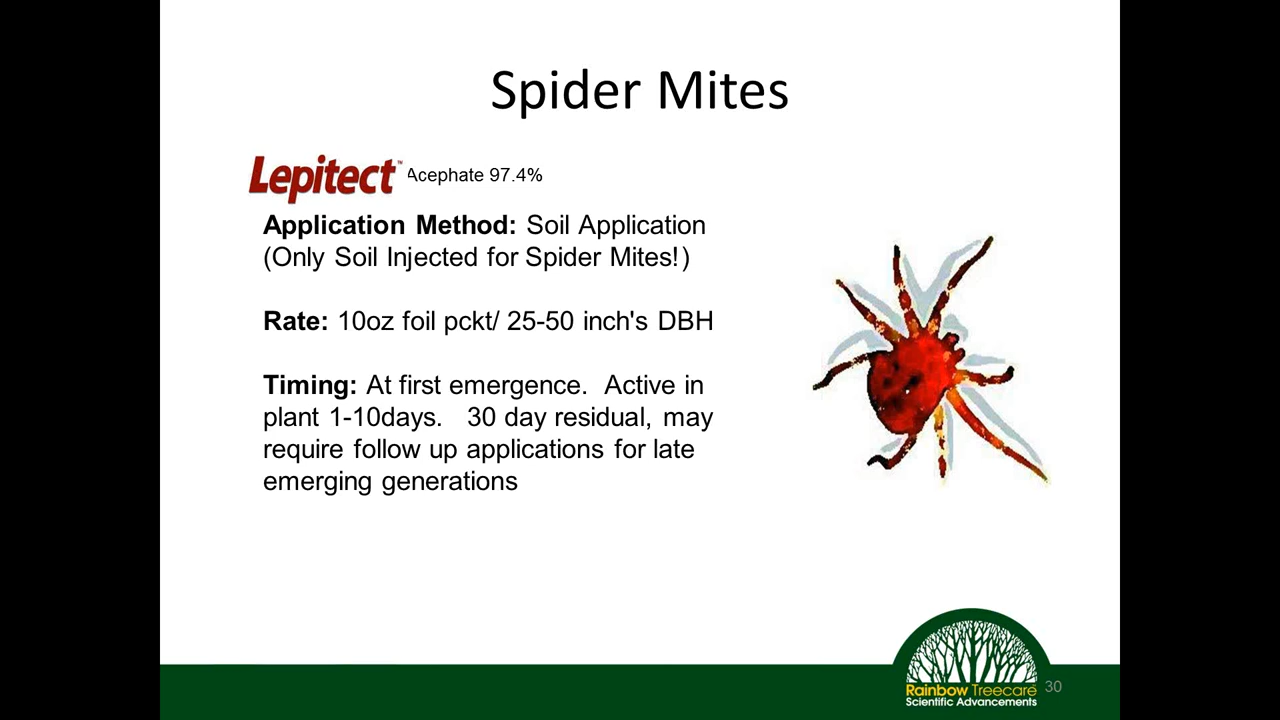 Spider Mites
Lepitect™ Acephate 97.4%
Application Method: Soil Application
(Only Soil Injected for Spider Mites!)
Rate: 10oz foil pckt/ 25-50 inch's DBH
Timing: At first emergence.  Active in
plant 1-10days.   30 day residual, may
require follow up applications for late
emerging generations
Rainbow Treecare
Scientific Advancements
30